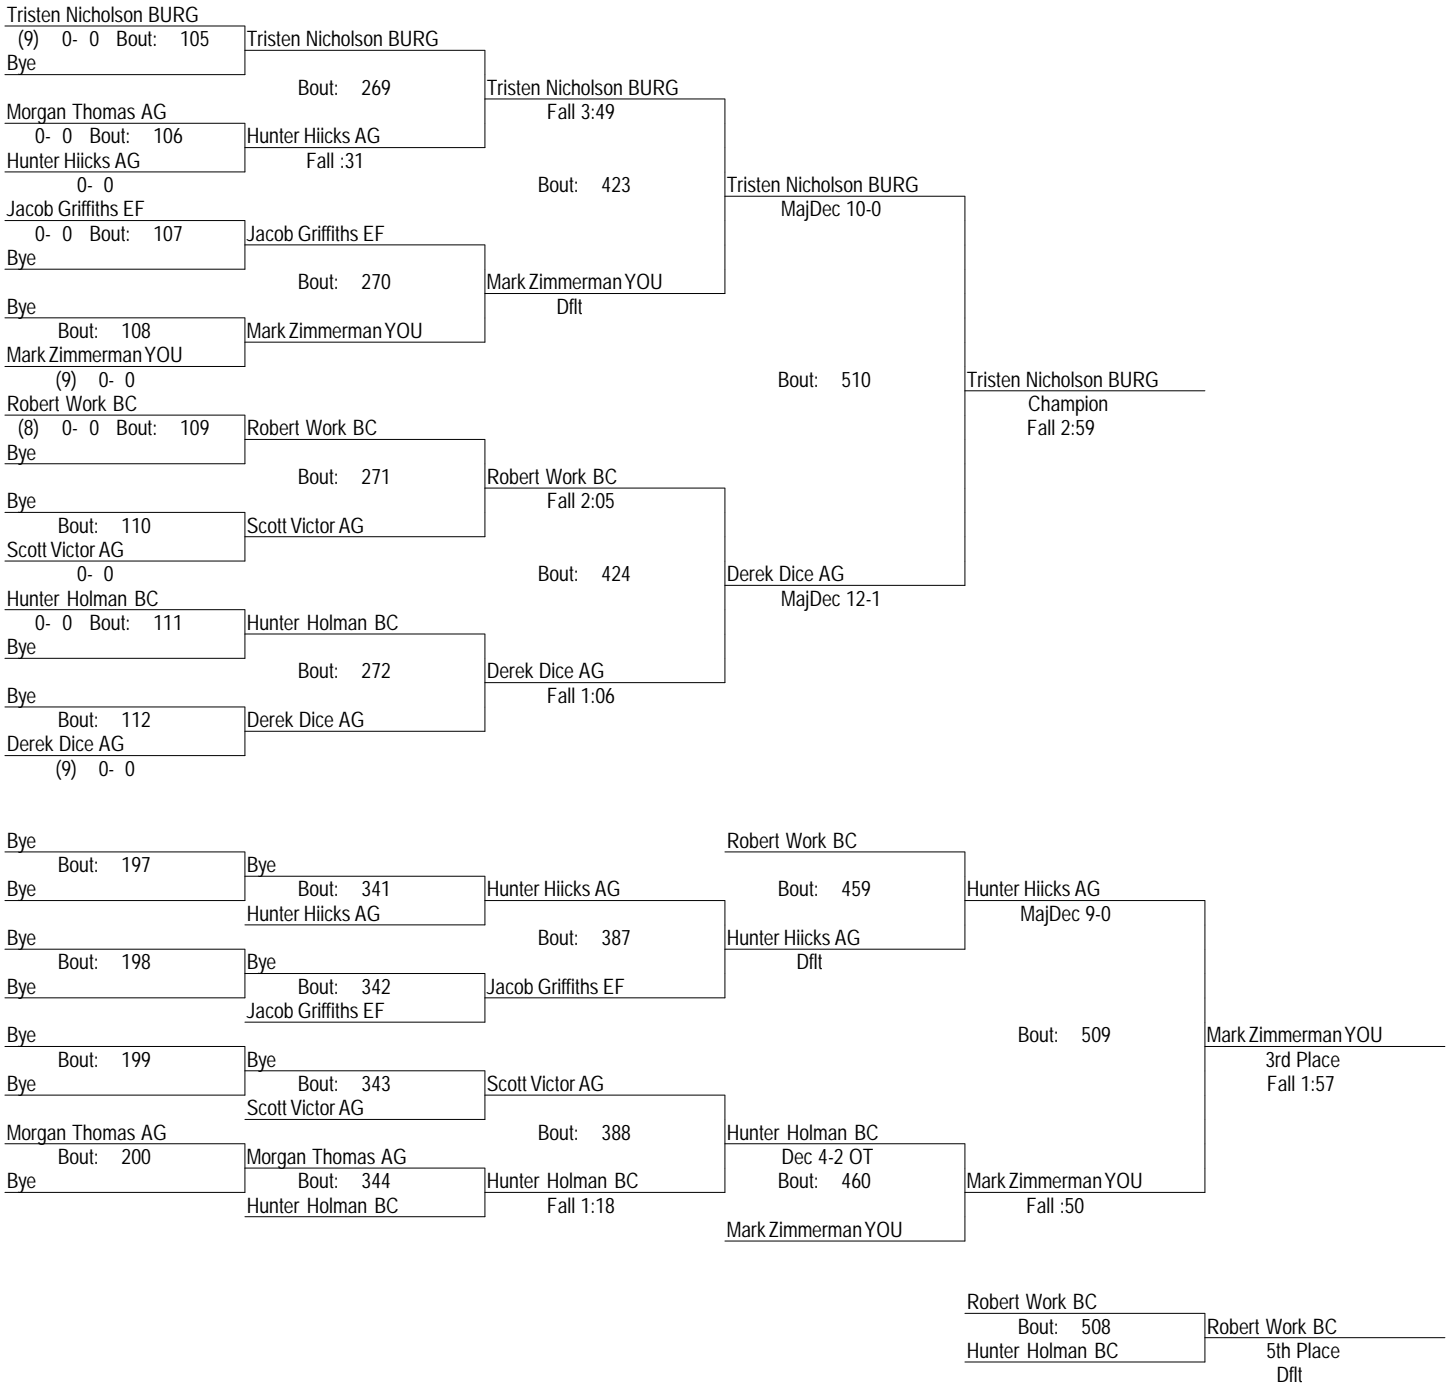 Tristen Nicholson BURG
(9) 0- 0 Bout: 105 Tristen Nicholson BURG
Bye
Bout: 269 Tristen Nicholson BURG
Morgan Thomas AG Fall 3:49
0- 0 Bout: 106 Hunter Hiicks AG
Hunter Hiicks AG Fall :31
0- 0 Bout: 423 Tristen Nicholson BURG
Jacob Griffiths EF MajDec 10-0
0- 0 Bout: 107 Jacob Griffiths EF
Bye
Bout: 270 Mark Zimmerman YOU
Bye Dflt
Bout: 108 Mark Zimmerman YOU
Mark Zimmerman YOU
(9) 0- 0 Bout: 510 Tristen Nicholson BURG
Robert Work BC Champion
(8) 0- 0 Bout: 109 Robert Work BC Fall 2:59
Bye
Bout: 271 Robert Work BC
Bye Fall 2:05
Bout: 110 Scott Victor AG
Scott Victor AG
0- 0 Bout: 424 Derek Dice AG
Hunter Holman BC MajDec 12-1
0- 0 Bout: 111 Hunter Holman BC
Bye
Bout: 272 Derek Dice AG
Bye Fall 1:06
Bout: 112 Derek Dice AG
Derek Dice AG
(9) 0- 0
Bye Robert Work BC
Bout: 197 Bye
Bye Bout: 341 Hunter Hiicks AG Bout: 459 Hunter Hiicks AG
Hunter Hiicks AG MajDec 9-0
Bye Bout: 387 Hunter Hiicks AG
Bout: 198 Bye Dflt
Bye Bout: 342 Jacob Griffiths EF
Jacob Griffiths EF
Bye Bout: 509 Mark Zimmerman YOU
Bout: 199 Bye 3rd Place
Bye Bout: 343 Scott Victor AG Fall 1:57
Scott Victor AG
Morgan Thomas AG Bout: 388 Hunter Holman BC
Bout: 200 Morgan Thomas AG Dec 4-2 OT
Bye Bout: 344 Hunter Holman BC Bout: 460 Mark Zimmerman YOU
Hunter Holman BC Fall 1:18 Fall :50
Mark Zimmerman YOU
Robert Work BC
Bout: 508 Robert Work BC
Hunter Holman BC 5th Place
Dflt